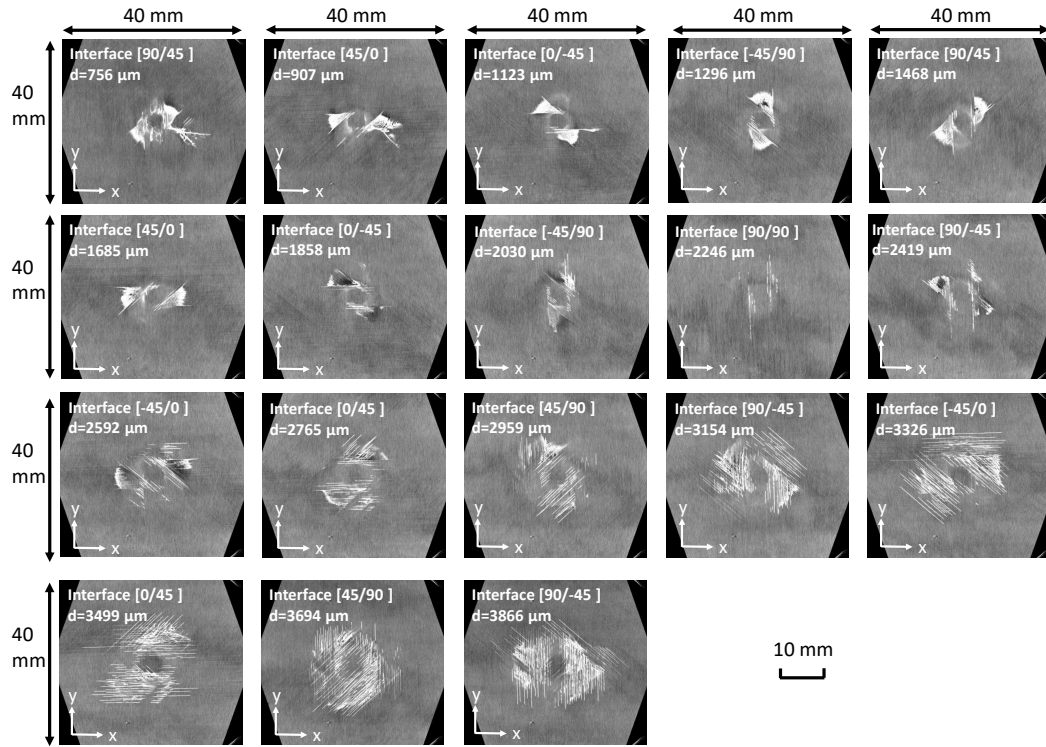 40 mm 40 mm 40 mm 40 mm 40 mm
40
mm
Interface [90/45 ]
d=756 µm
y
x
Interface [45/0 ]
d=907 µm
y
x
Interface [0/-45 ]
d=1123 µm
y
x
Interface [-45/90 ]
d=1296 µm
y
x
Interface [90/45 ]
d=1468 µm
y
x
40
mm
Interface [45/0 ]
d=1685 µm
y
x
Interface [0/-45 ]
d=1858 µm
y
x
Interface [-45/90 ]
d=2030 µm
y
x
Interface [90/90 ]
d=2246 µm
y
x
Interface [90/-45 ]
d=2419 µm
y
x
40
mm
Interface [-45/0 ]
d=2592 µm
y
x
Interface [0/45 ]
d=2765 µm
y
x
Interface [45/90 ]
d=2959 µm
y
x
Interface [90/-45 ]
d=3154 µm
y
x
Interface [-45/0 ]
d=3326 µm
y
x
40
mm
Interface [0/45 ]
d=3499 µm
y
x
Interface [45/90 ]
d=3694 µm
y
x
Interface [90/-45 ]
d=3866 µm
y
x
10 mm